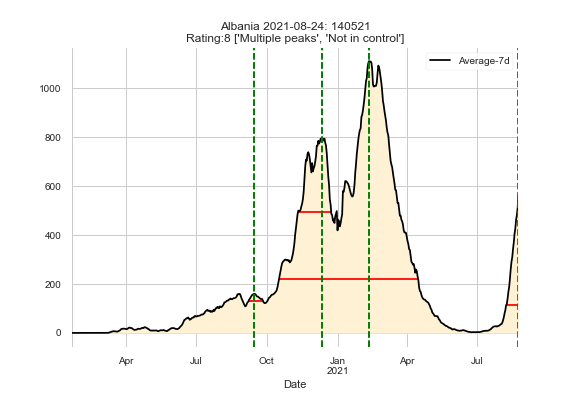 Albania 2021-08-24: 140521
Rating:8 ['Multiple peaks', 'Not in control']
Average-7d
1000
800
600
400
200
0
Apr Jul Oct Jan Apr Jul
2021
Date